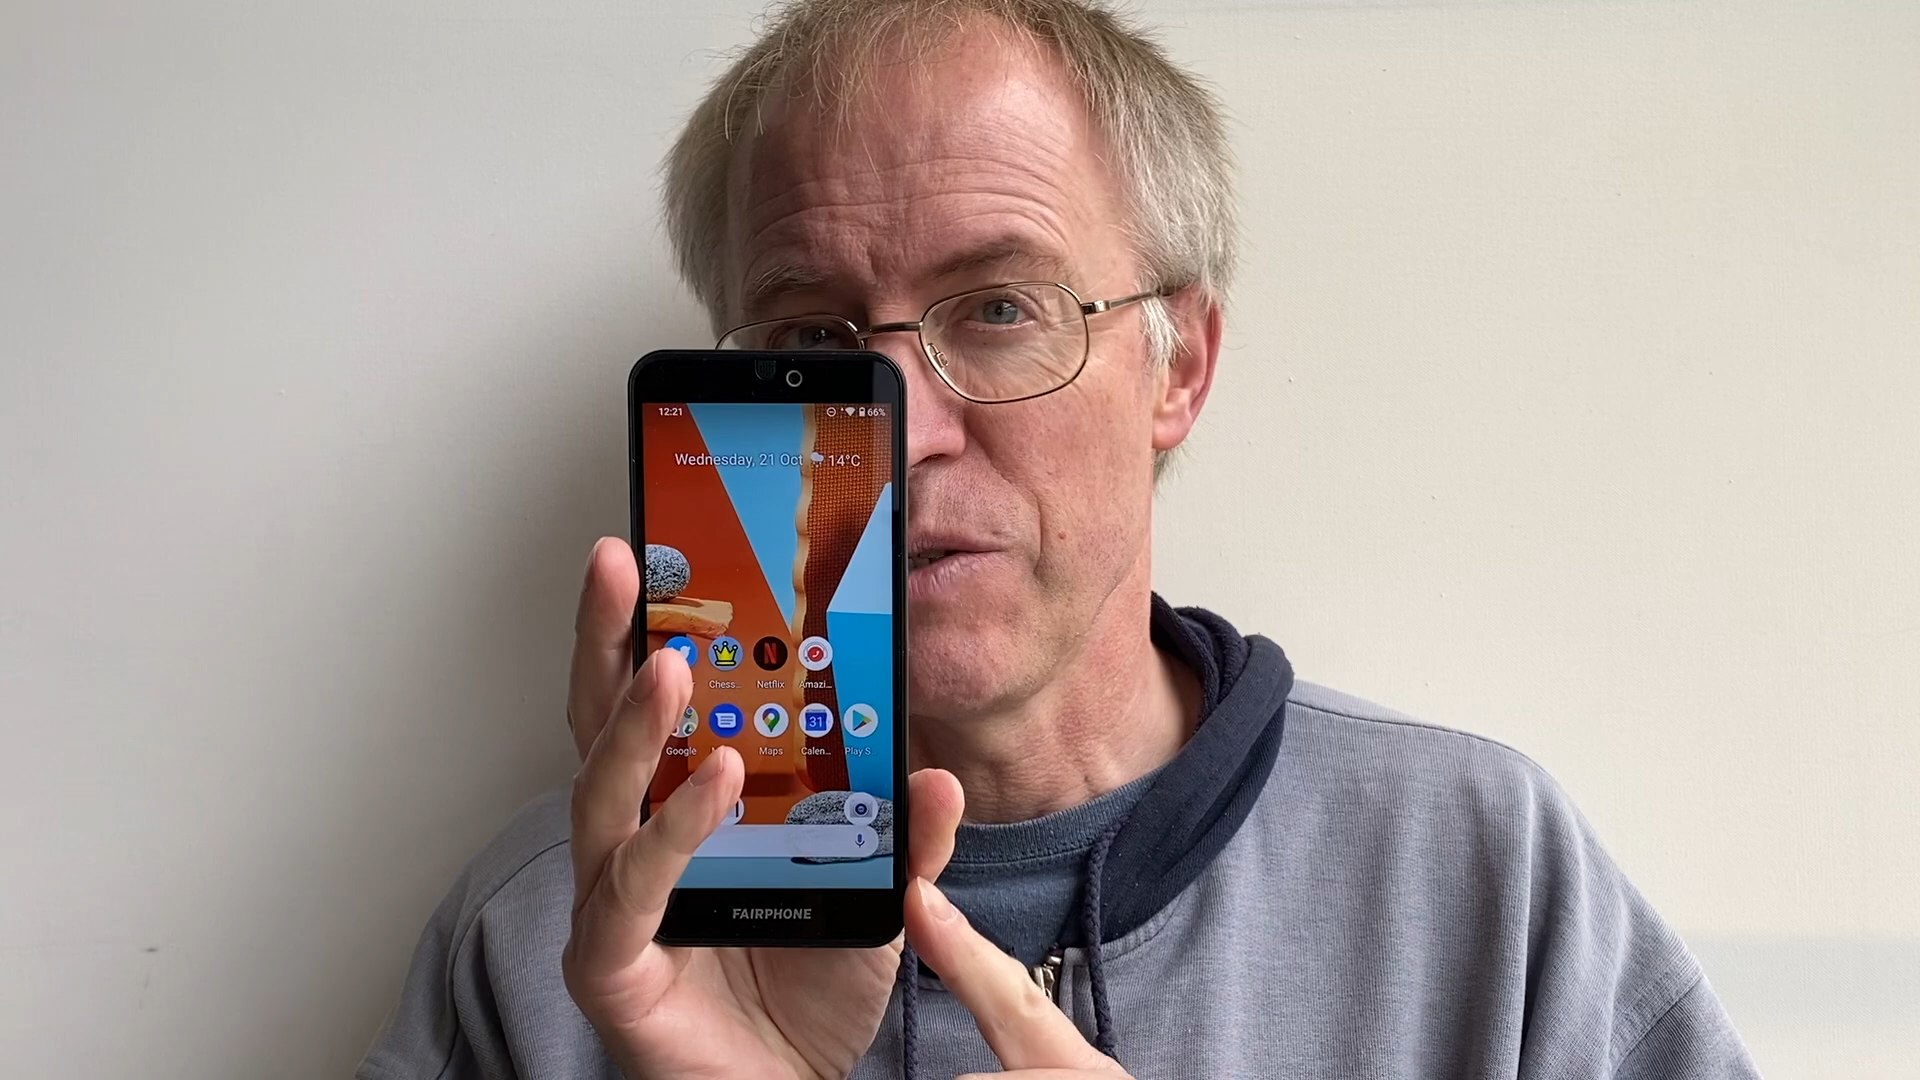 12:21 66%
Wednesday, 21 Oct 14°C
Chess… Netflix Amazi…
31
Google Maps Calen… Play S
FAIRPHONE